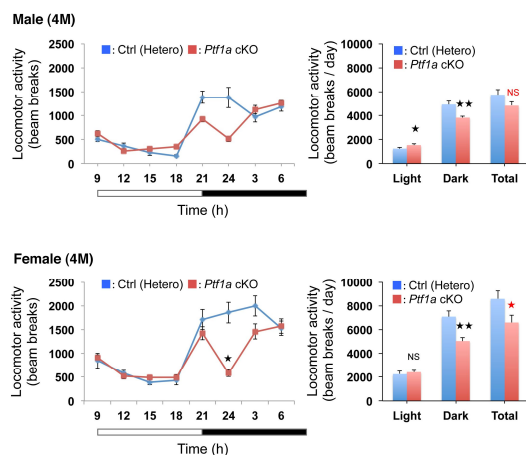 Male (4M)
Locomotor activity
(beam breaks)
2500
2000
1500
1000
500
0
: Ctrl (Hetero)
: Ptf1a cKO
9 12 15 18 21 24 3 6
Time (h)
Locomotor activity
(beam breaks / day)
10000
8000
6000
4000
2000
0
: Ctrl (Hetero)
: Ptf1a cKO
★
★★
NS
Light Dark Total
Female (4M)
Locomotor activity
(beam breaks)
2500
2000
1500
1000
500
0
: Ctrl (Hetero)
: Ptf1a cKO
★
9 12 15 18 21 24 3 6
Time (h)
Locomotor activity
(beam breaks / day)
10000
8000
6000
4000
2000
0
: Ctrl (Hetero)
: Ptf1a cKO
NS
★★
★
Light Dark Total